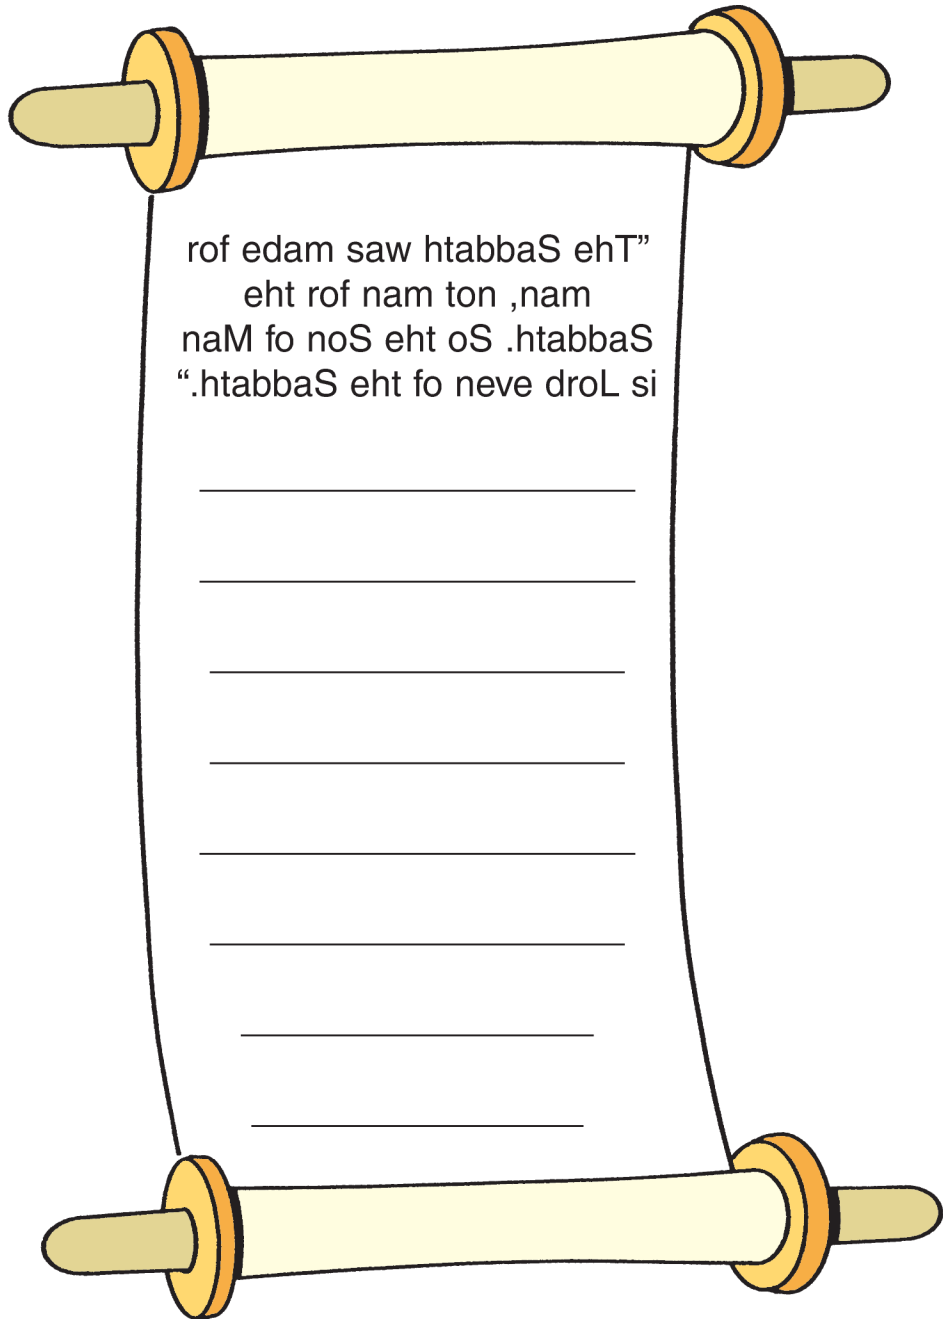 rof edam saw htabbaS ehT”
eht rof nam ton ,nam
naM fo noS eht oS .htabbaS
“.htabbaS eht fo neve droL si